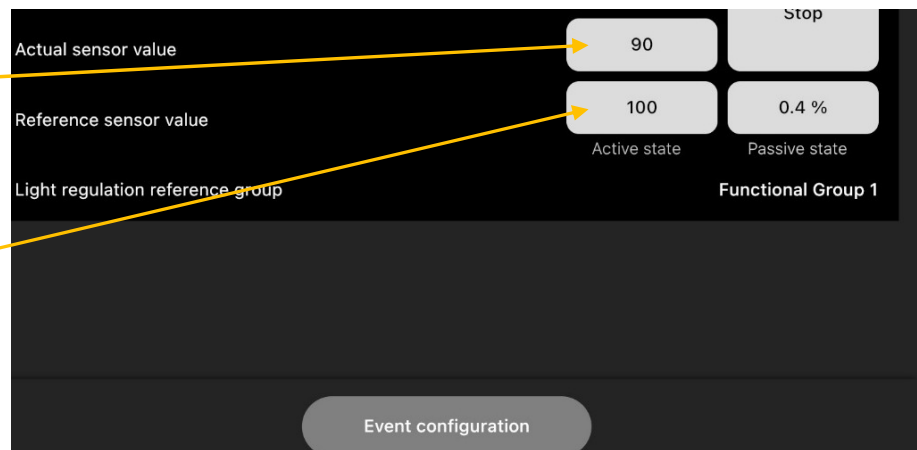 Stop
Actual sensor value 90
Reference sensor value 100 0.4 %
Active state Passive state
Light regulation reference group Functional Group 1
Event configuration